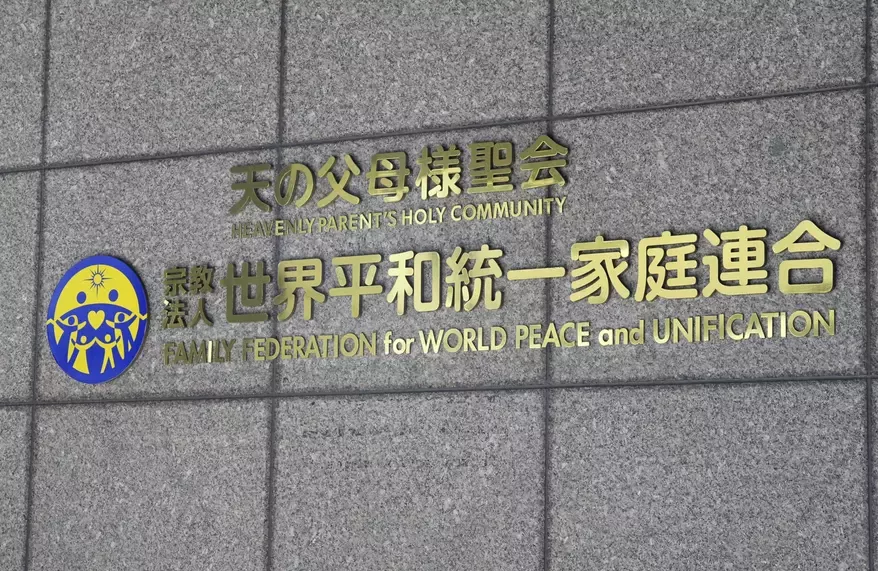 天の父母様聖会
HEAVENLY PARENT'S HOLY COMMUNITY
宗教法人 世界平和統一家庭連合
FAMILY FEDERATION for WORLD PEACE and UNIFICATION